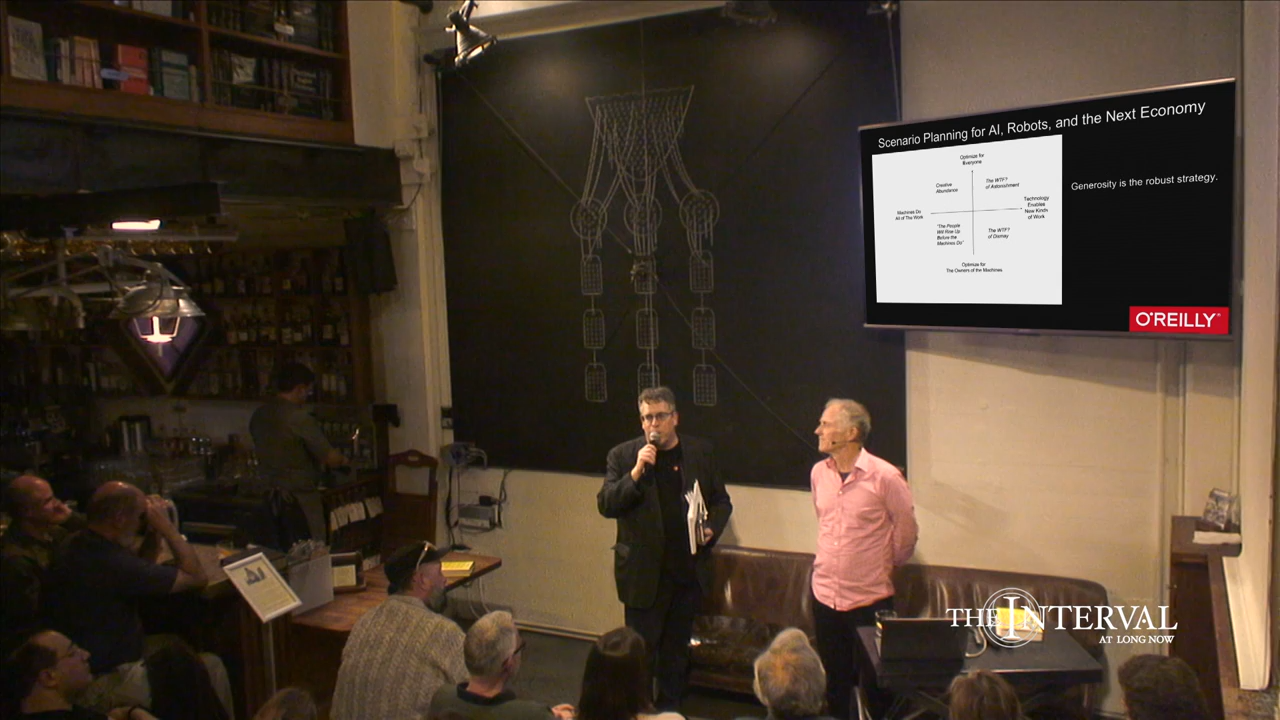 Scenario Planning for AI, Robots, and the Next Economy
Optimize for
Everyone
Creative
Abundance
The WTF?
of Astonishment
Machines Do
All of The Work
Technology
Enables
New Kinds
of Work
"The People
Will Rise Up
Before the
Machines Do"
The WTF?
of Dismay
Optimize for
The Owners of the Machines
Generosity is the robust strategy.
O'REILLY
THE INTERVAL
AT LONG NOW